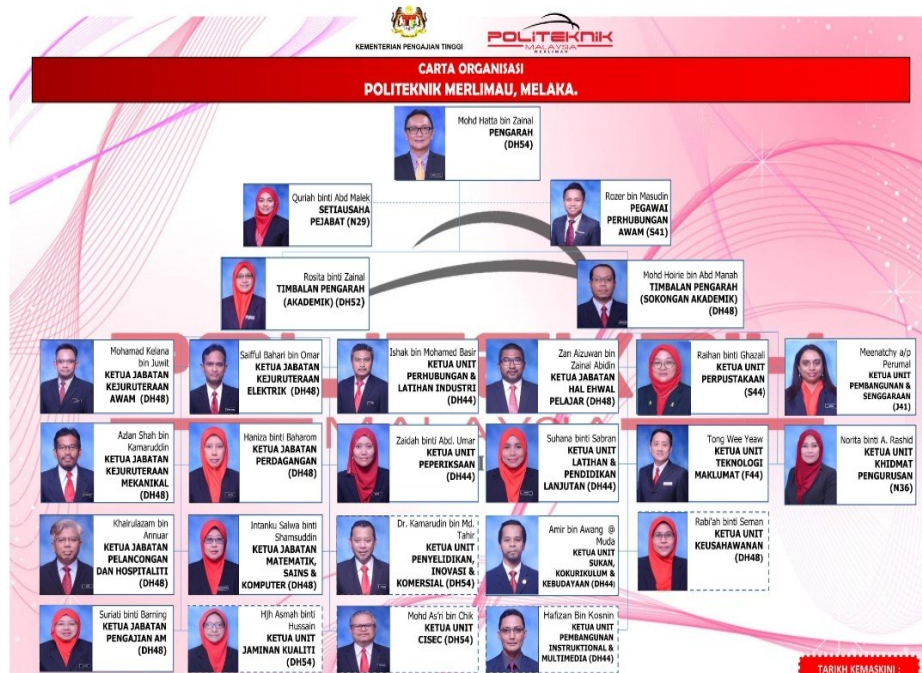 KEMENTERIAN PENGAJIAN TINGGI
POLITEKNIK
MALAYSIA
MERLIMAU
CARTA ORGANISASI
POLITEKNIK MERLIMAU, MELAKA.
Mohd Hatta bin Zainal
PENGARAH
(DH54)
Quriah binti Abd Malek
SETIAUSAHA
PEJABAT (N29)
Rozer bin Masudin
PEGAWAI
PERHUBUNGAN
AWAM (S41)
Rosita binti Zainal
TIMBALAN PENGARAH
(AKADEMIK) (DH52)
Mohd Hoirie bin Abd Manah
TIMBALAN PENGARAH
(SOKONGAN AKADEMIK)
(DH48)
Mohamad Kelana
bin Juwit
KETUA JABATAN
KEJURUTERAAN
AWAM (DH48)
Saifful Bahari bin Omar
KETUA JABATAN
KEJURUTERAAN
ELEKTRIK (DH48)
Ishak bin Mohamed Basir
KETUA UNIT
PERHUBUNGAN &
LATIHAN INDUSTRI
(DH44)
Zan Aizuwan bin
Zainal Abidin
KETUA JABATAN
HAL EHWAL
PELAJAR (DH48)
Raihan binti Ghazali
KETUA UNIT
PERPUSTAKAAN
(S44)
Meenatchy a/p
Perumal
KETUA UNIT
PEMBANGUNAN &
SENGGARAAN
(J41)
Azlan Shah bin
Kamaruddin
KETUA JABATAN
KEJURUTERAAN
MEKANIKAL
(DH48)
Haniza binti Baharom
KETUA JABATAN
PERDAGANGAN
(DH48)
Zaidah binti Abd. Umar
KETUA UNIT
PEPERIKSAAN
(DH44)
Suhana binti Sabran
KETUA UNIT
LATIHAN &
PENDIDIKAN
LANJUTAN (DH44)
Tong Wee Yeaw
KETUA UNIT
TEKNOLOGI
MAKLUMAT (F44)
Norita binti A. Rashid
KETUA UNIT
KHIDMAT
PENGURUSAN
(N36)
Khairulazam bin
Annuar
KETUA JABATAN
PELANCONGAN
DAN HOSPITALITI
(DH48)
Intanku Salwa binti
Shamsuddin
KETUA JABATAN
MATEMATIK,
SAINS &
KOMPUTER (DH48)
Dr. Kamarudin bin Md.
Tahir
KETUA UNIT
PENYELIDIKAN,
INOVASI &
KOMERSIAL (DH54)
Amir bin Awang @
Muda
KETUA UNIT
SUKAN,
KOKURIKULUM &
KEBUDAYAAN (DH44)
Rabi'ah binti Seman
KETUA UNIT
KEUSAHAWANAN
(DH48)
Suriati binti Barning
KETUA JABATAN
PENGAJIAN AM
(DH48)
Hjh Asmah binti
Hussain
KETUA UNIT
JAMINAN KUALITI
(DH54)
Mohd As'ri bin Chik
KETUA UNIT
CISEC (DH54)
Hafizan Bin Kosnin
KETUA UNIT
PEMBANGUNAN
INSTRUKTIONAL &
MULTIMEDIA (DH44)
TARIKH KEMASKINI :